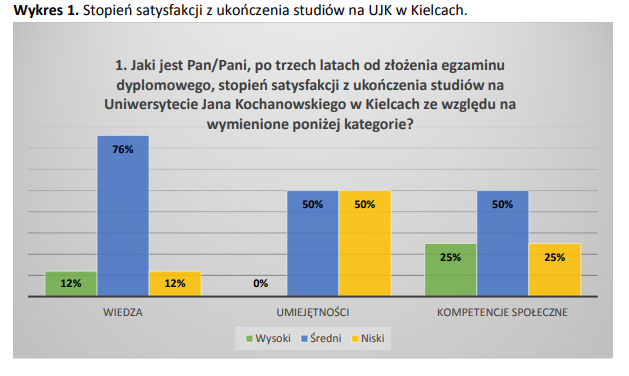 Wykres 1. Stopień satysfakcji z ukończenia studiów na UJK w Kielcach.
1. Jaki jest Pan/Pani, po trzech latach od złożenia egzaminu
dyplomowego, stopień satysfakcji z ukończenia studiów na
Uniwersytecie Jana Kochanowskiego w Kielcach ze względu na
wymienione poniżej kategorie?
76%
50% 50% 50%
25% 25%
12% 12% 0%
WIEDZA UMIEJĘTNOŚCI KOMPETENCJE SPOŁECZNE
Wysoki Średni Niski